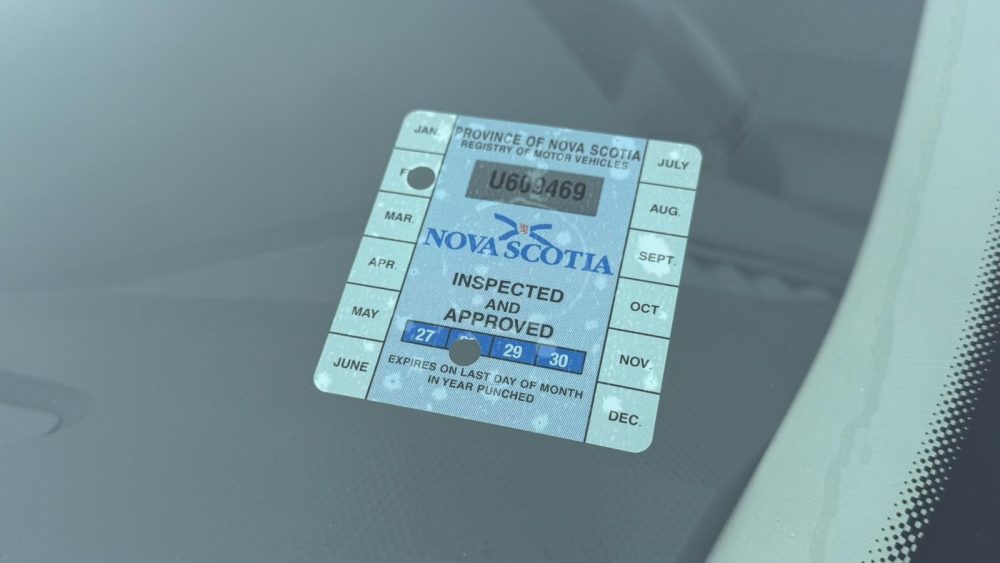 JAN.
MAR.
APR.
MAY
JUNE
PROVINCE OF NOVA SCOTIA
REGISTRY OF MOTOR VEHICLES
U609469
NOVA SCOTIA
INSPECTED
AND
APPROVED
27 29 30
EXPIRES ON LAST DAY OF MONTH
IN YEAR PUNCHED
JULY
AUG.
SEPT.
OCT.
NOV.
DEC.